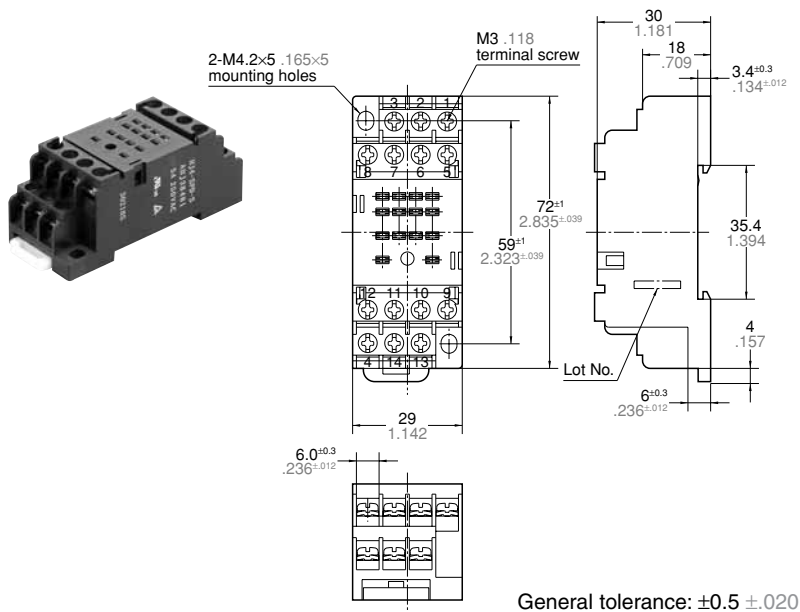 2-M4.2×5 .165×5
mounting holes
M3 .118
terminal screw
30
1.181
18
.709
3.4±0.3
.134±.012
3 2 1
8 7 6 5
72±1
2.835±.039
59±1
2.323±.039
35.4
1.394
12 11 10 9
4 14 13
4
.157
Lot No.
6±0.3
.236±.012
29
1.142
6.0±0.3
.236±.012
General tolerance: ±0.5 ±.020